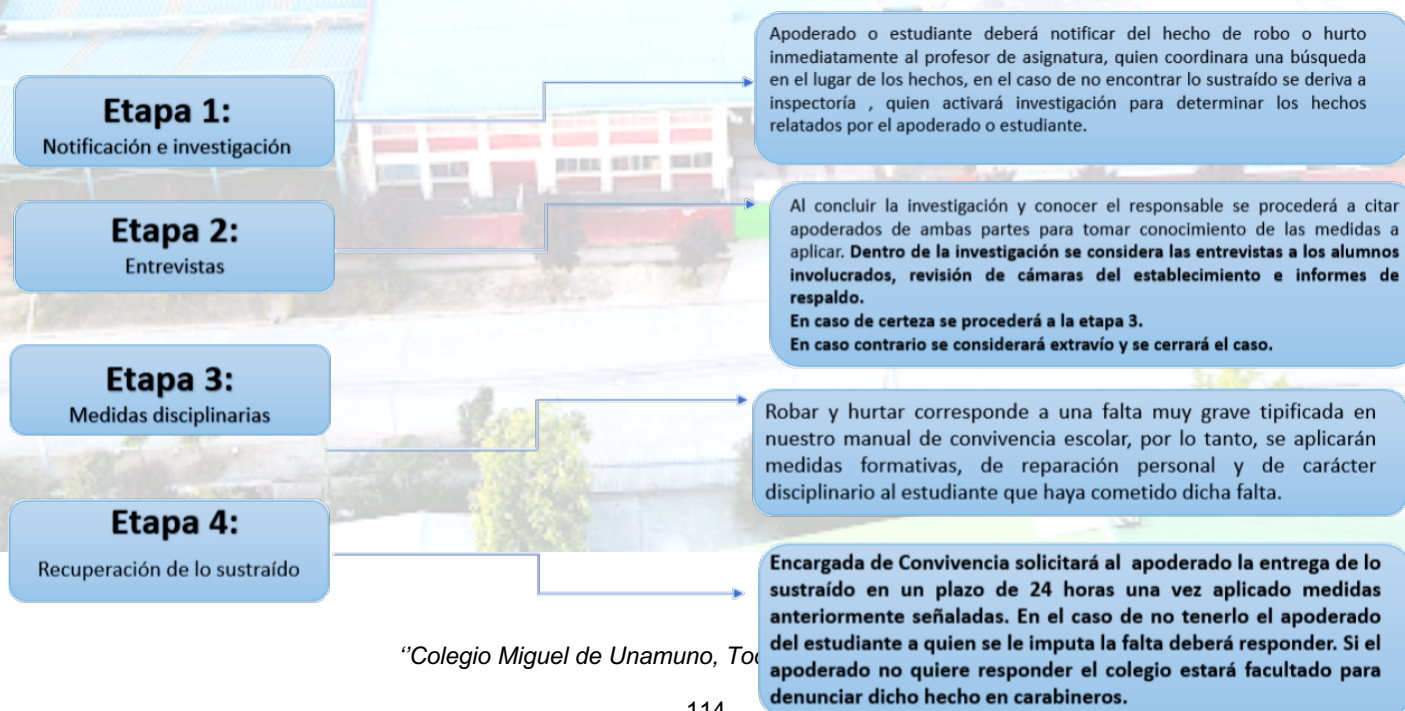 Etapa 1:
Notificación e investigación
Apoderado o estudiante deberá notificar del hecho de robo o hurto
inmediatamente al profesor de asignatura, quien coordinara una búsqueda
en el lugar de los hechos, en el caso de no encontrar lo sustraído se deriva a
inspectoría , quien activará investigación para determinar los hechos
relatados por el apoderado o estudiante.
Etapa 2:
Entrevistas
Al concluir la investigación y conocer el responsable se procederá a citar
apoderados de ambas partes para tomar conocimiento de las medidas a
aplicar. Dentro de la investigación se considera las entrevistas a los alumnos
involucrados, revisión de cámaras del establecimiento e informes de
respaldo.
En caso de certeza se procederá a la etapa 3.
En caso contrario se considerará extravío y se cerrará el caso.
Etapa 3:
Medidas disciplinarias
Robar y hurtar corresponde a una falta muy grave tipificada en
nuestro manual de convivencia escolar, por lo tanto, se aplicarán
medidas formativas, de reparación personal y de carácter
disciplinario al estudiante que haya cometido dicha falta.
Etapa 4:
Recuperación de lo sustraído
Encargada de Convivencia solicitará al apoderado la entrega de lo
sustraído en un plazo de 24 horas una vez aplicado medidas
anteriormente señaladas. En el caso de no tenerlo el apoderado
del estudiante a quien se le imputa la falta deberá responder. Si el
apoderado no quiere responder el colegio estará facultado para
denunciar dicho hecho en carabineros.
‘’Colegio Miguel de Unamuno,
114